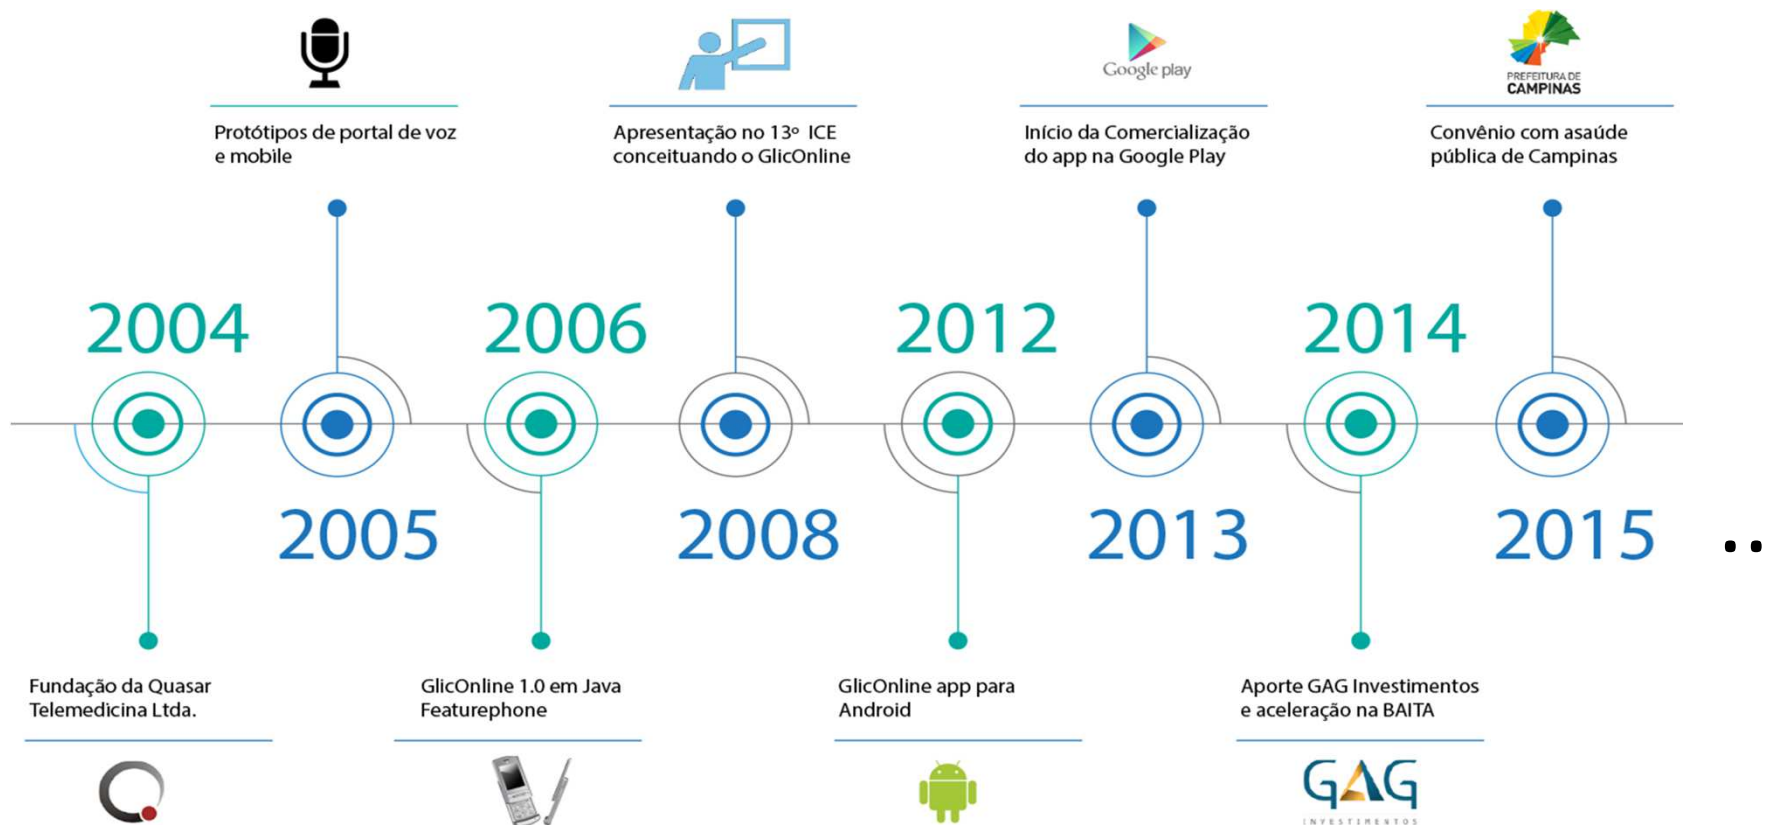 Google play
PREFEITURA DE
CAMPINAS
Protótipos de portal de voz
e mobile
Apresentação no 13º ICE
conceituando o GlicOnline
Início da Comercialização
do app na Google Play
Convênio com asaúde
pública de Campinas
2004
2006
2012
2014
2005
2008
2013
2015
..
Fundação da Quasar
Telemedicina Ltda.
GlicOnline 1.0 em Java
Featurephone
GlicOnline app para
Android
Aporte GAG Investimentos
e aceleração na BAITA
GAG
INVESTIMENTOS